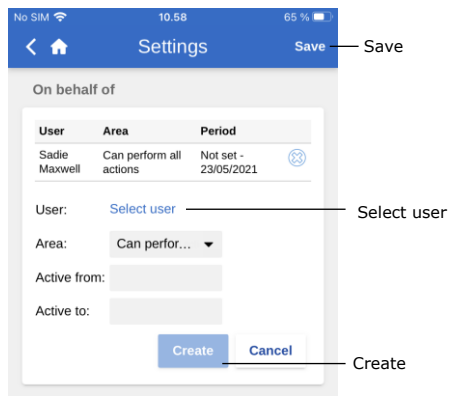 No SIM 10.58 65 %
Settings Save Save
On behalf of
User Area Period
Sadie Can perform all Not set -
Maxwell actions 23/05/2021
User: Select user Select user
Area: Can perfor...
Active from:
Active to:
Create Cancel
Create